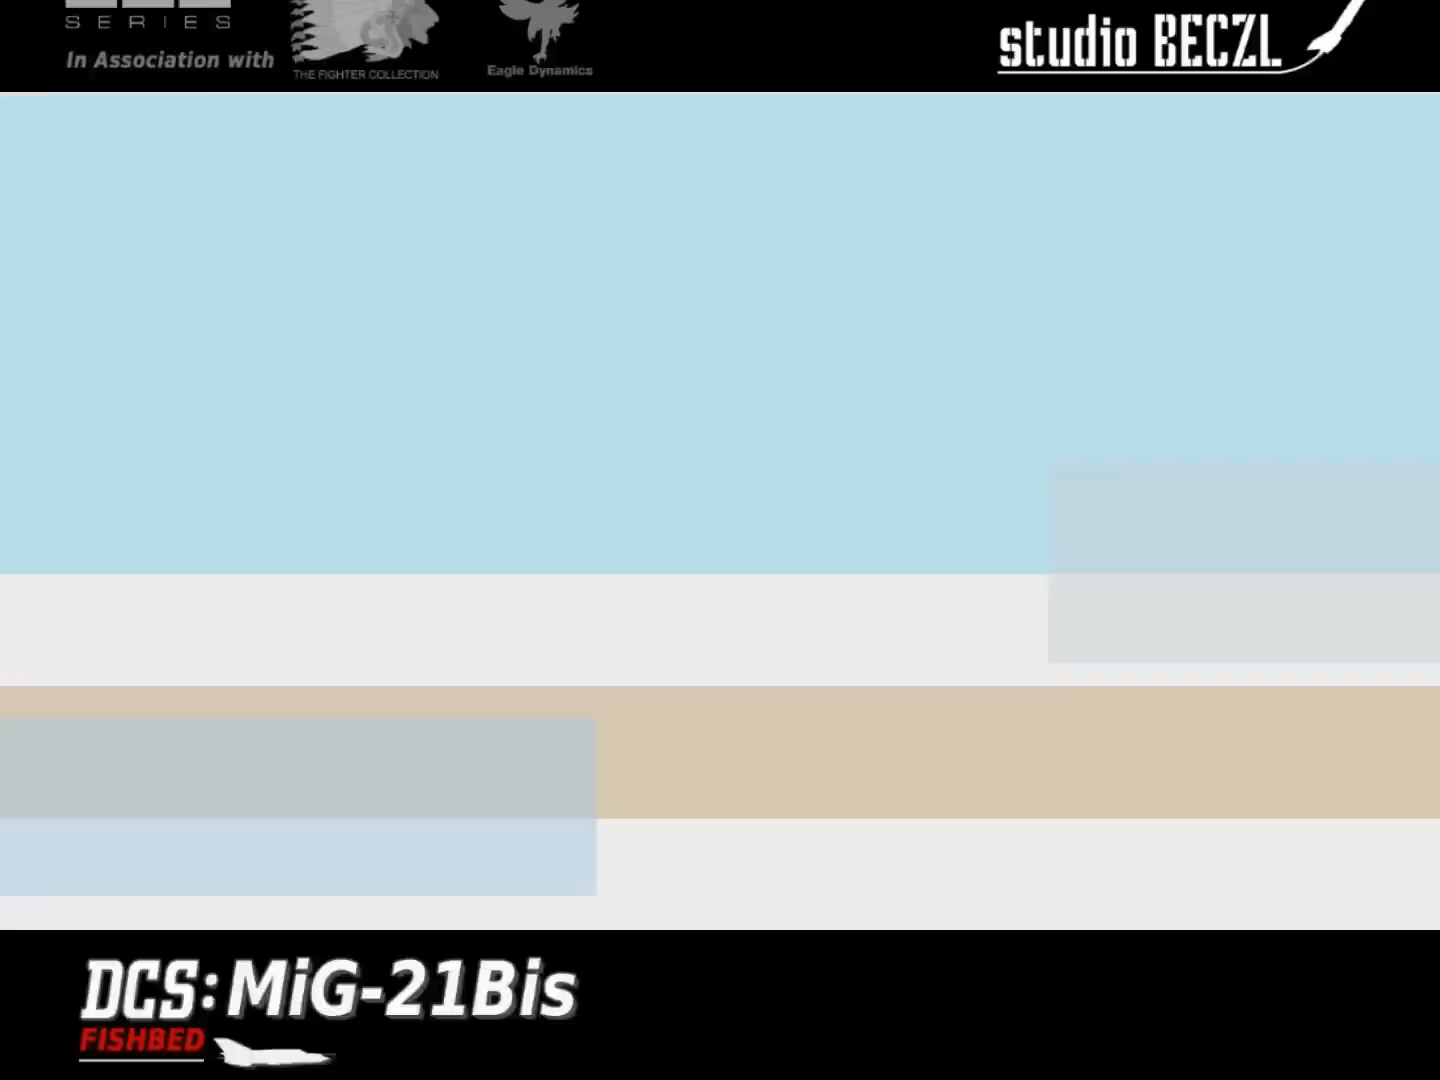 SERIES
In Association with
THE FIGHTER COLLECTION
Eagle Dynamics
studio BECZL
DCS: MiG-21Bis
FISHBED